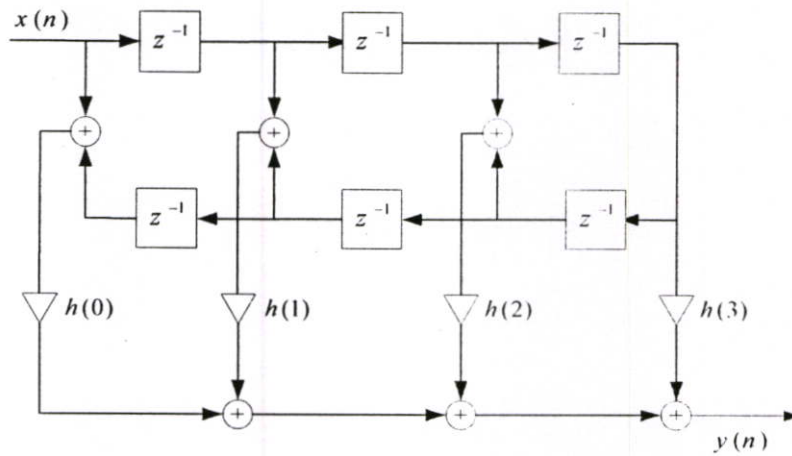 x(n)
z⁻¹ z⁻¹ z⁻¹
+ + +
z⁻¹ z⁻¹ z⁻¹
h(0) h(1) h(2) h(3)
+ + +
y(n)